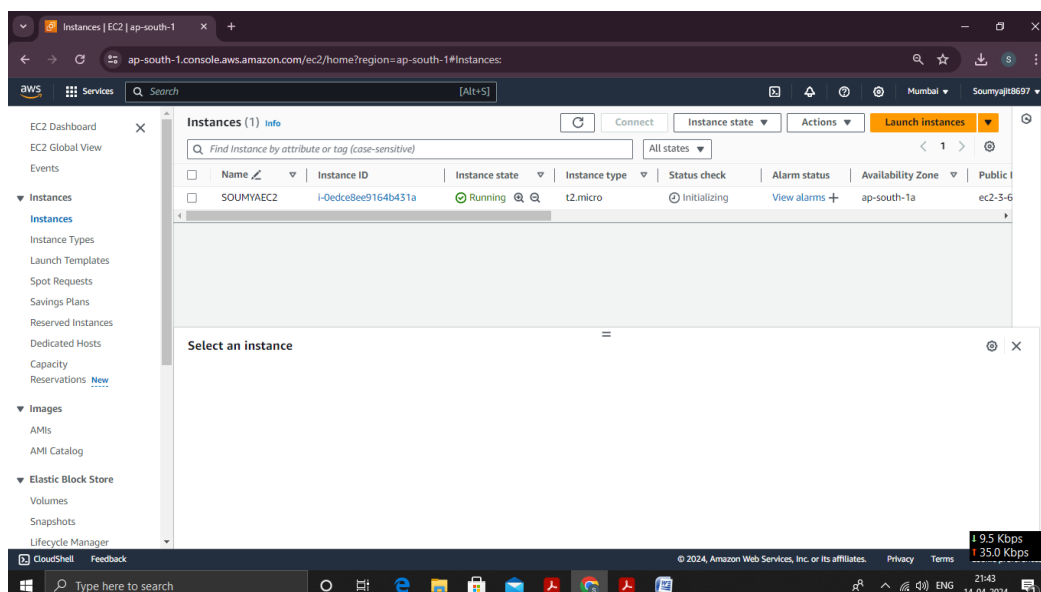 Instances | EC2 | ap-south-1
ap-south-1.console.aws.amazon.com/ec2/home?region=ap-south-1#Instances:
S
aws Services Search [Alt+S] Mumbai Soumyajit8697
EC2 Dashboard
EC2 Global View
Events
Instances
Instances
Instance Types
Launch Templates
Spot Requests
Savings Plans
Reserved Instances
Dedicated Hosts
Capacity
Reservations New
Images
AMIs
AMI Catalog
Elastic Block Store
Volumes
Snapshots
Lifecycle Manager
Instances (1) Info Connect Instance state Actions Launch instances
Find Instance by attribute or tag (case-sensitive) All states 1
Name Instance ID Instance state Instance type Status check Alarm status Availability Zone Public
SOUMYAEC2 i-0edce8ee9164b431a Running t2.micro Initializing View alarms + ap-south-1a ec2-3-6
Select an instance
9.5 Kbps
35.0 Kbps
CloudShell Feedback © 2024, Amazon Web Services, Inc. or its affiliates. Privacy Terms
Type here to search ENG 21:43
14-04-2024